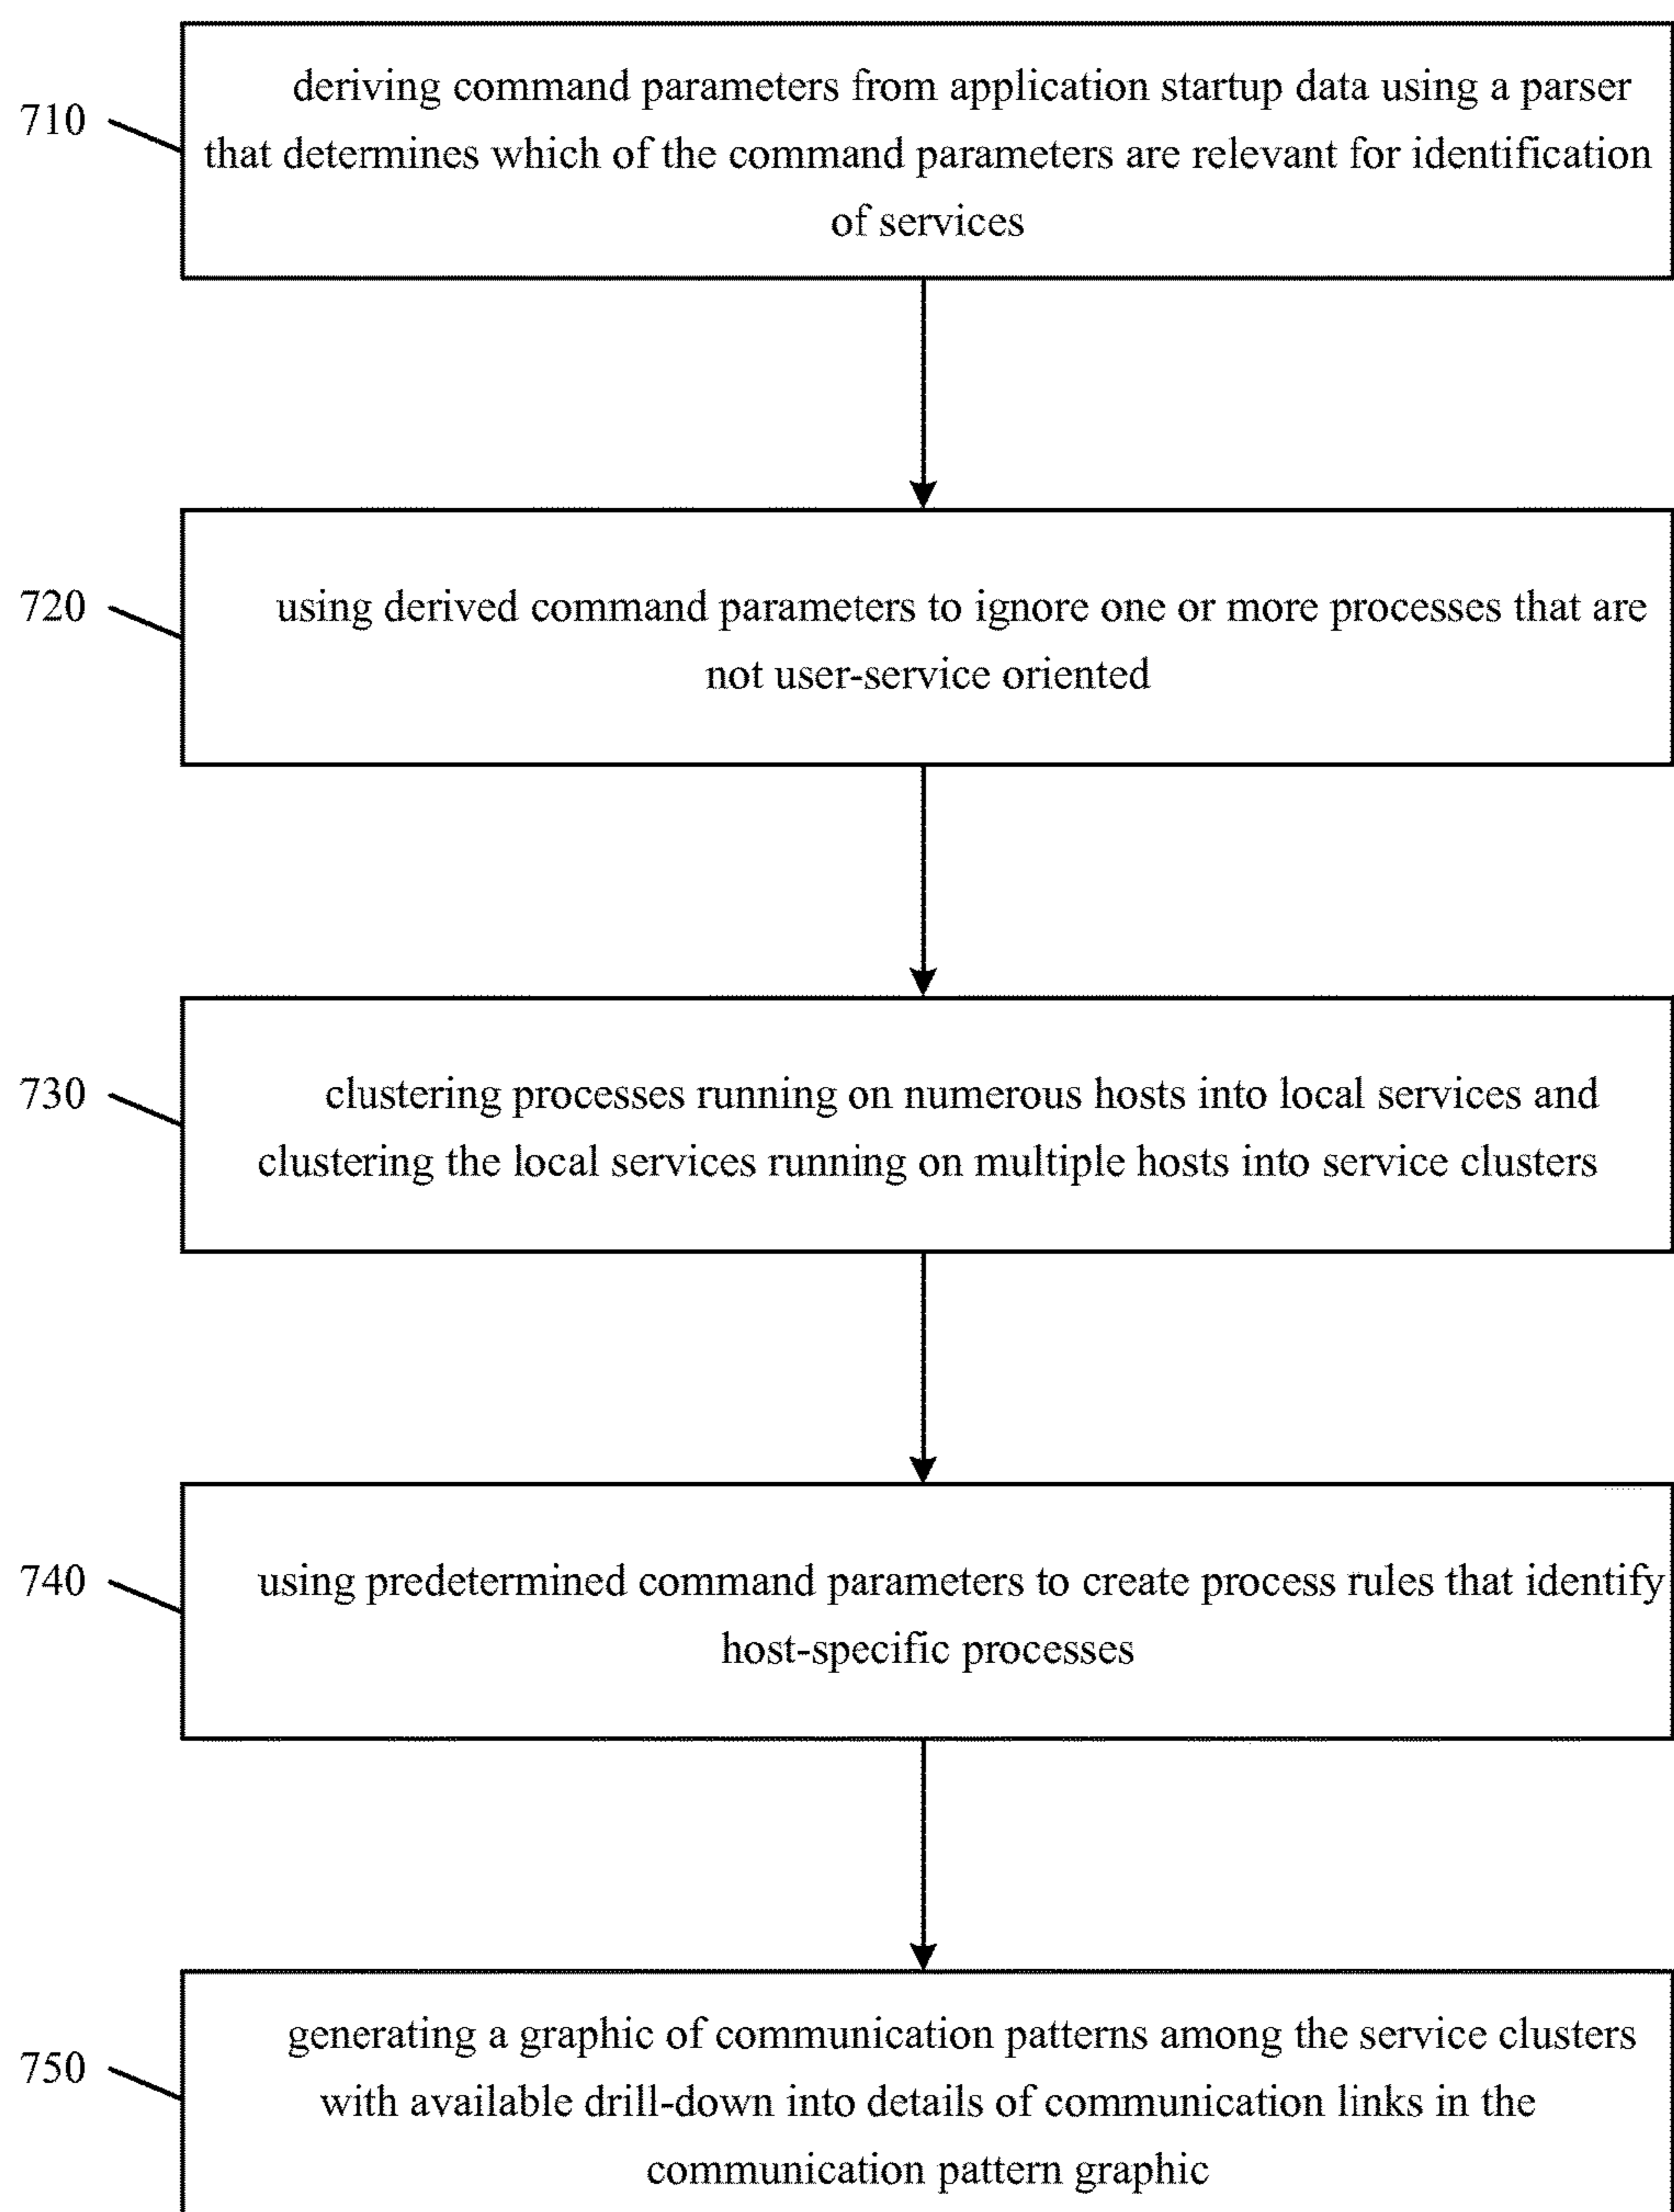 710
deriving command parameters from application startup data using a parser
that determines which of the command parameters are relevant for identification
of services
720
using derived command parameters to ignore one or more processes that are
not user-service oriented
730
clustering processes running on numerous hosts into local services and
clustering the local services running on multiple hosts into service clusters
740
using predetermined command parameters to create process rules that identify
host-specific processes
750
generating a graphic of communication patterns among the service clusters
with available drill-down into details of communication links in the
communication pattern graphic